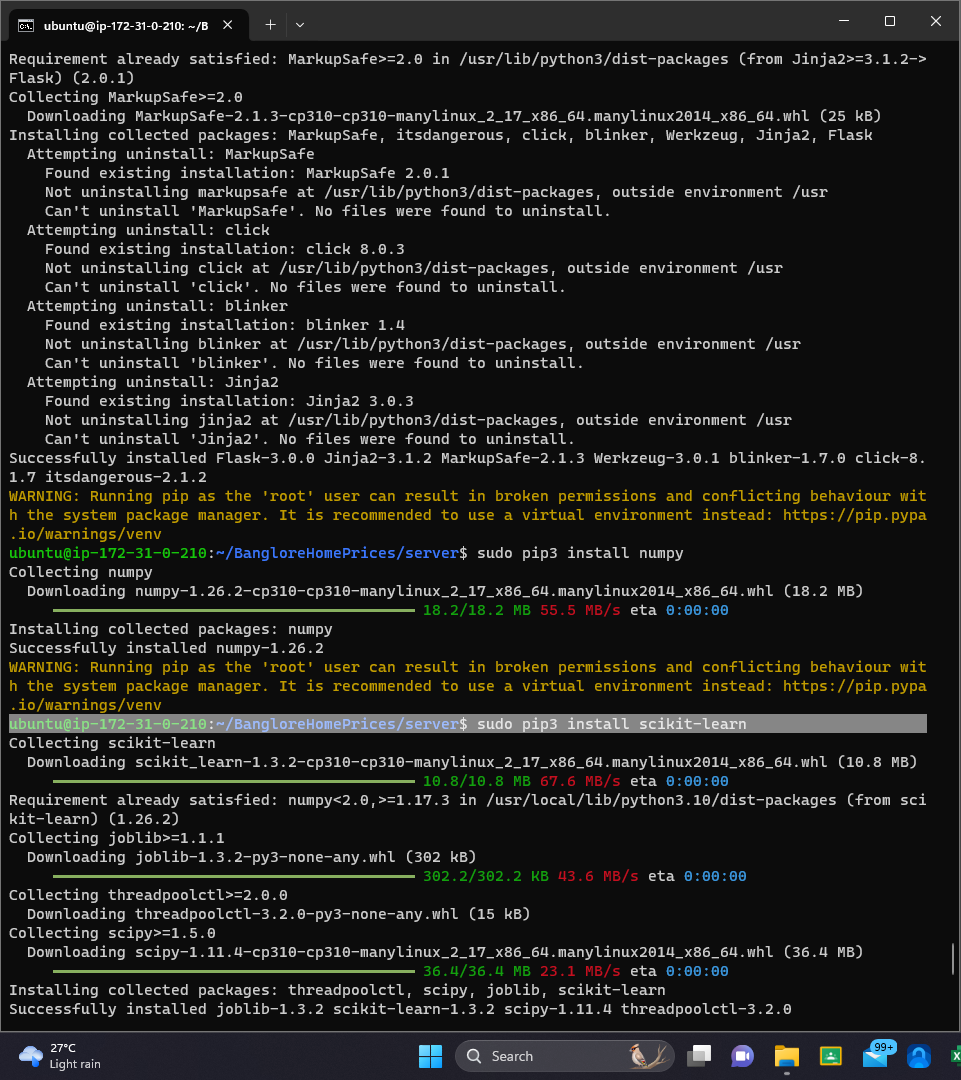 ubuntu@ip-172-31-0-210: ~/B
Requirement already satisfied: MarkupSafe>=2.0 in /usr/lib/python3/dist-packages (from Jinja2>=3.1.2->
Flask) (2.0.1)
Collecting MarkupSafe>=2.0
  Downloading MarkupSafe-2.1.3-cp310-cp310-manylinux_2_17_x86_64.manylinux2014_x86_64.whl (25 kB)
Installing collected packages: MarkupSafe, itsdangerous, click, blinker, Werkzeug, Jinja2, Flask
  Attempting uninstall: MarkupSafe
    Found existing installation: MarkupSafe 2.0.1
    Not uninstalling markupsafe at /usr/lib/python3/dist-packages, outside environment /usr
    Can't uninstall 'MarkupSafe'. No files were found to uninstall.
  Attempting uninstall: click
    Found existing installation: click 8.0.3
    Not uninstalling click at /usr/lib/python3/dist-packages, outside environment /usr
    Can't uninstall 'click'. No files were found to uninstall.
  Attempting uninstall: blinker
    Found existing installation: blinker 1.4
    Not uninstalling blinker at /usr/lib/python3/dist-packages, outside environment /usr
    Can't uninstall 'blinker'. No files were found to uninstall.
  Attempting uninstall: Jinja2
    Found existing installation: Jinja2 3.0.3
    Not uninstalling jinja2 at /usr/lib/python3/dist-packages, outside environment /usr
    Can't uninstall 'Jinja2'. No files were found to uninstall.
Successfully installed Flask-3.0.0 Jinja2-3.1.2 MarkupSafe-2.1.3 Werkzeug-3.0.1 blinker-1.7.0 click-8.
1.7 itsdangerous-2.1.2
WARNING: Running pip as the 'root' user can result in broken permissions and conflicting behaviour wit
h the system package manager. It is recommended to use a virtual environment instead: https://pip.pypa
.io/warnings/venv
ubuntu@ip-172-31-0-210:~/BangloreHomePrices/server$ sudo pip3 install numpy
Collecting numpy
  Downloading numpy-1.26.2-cp310-cp310-manylinux_2_17_x86_64.manylinux2014_x86_64.whl (18.2 MB)
18.2/18.2 MB 55.5 MB/s eta 0:00:00
Installing collected packages: numpy
Successfully installed numpy-1.26.2
WARNING: Running pip as the 'root' user can result in broken permissions and conflicting behaviour wit
h the system package manager. It is recommended to use a virtual environment instead: https://pip.pypa
.io/warnings/venv
ubuntu@ip-172-31-0-210:~/BangloreHomePrices/server$ sudo pip3 install scikit-learn
Collecting scikit-learn
  Downloading scikit_learn-1.3.2-cp310-cp310-manylinux_2_17_x86_64.manylinux2014_x86_64.whl (10.8 MB)
10.8/10.8 MB 67.6 MB/s eta 0:00:00
Requirement already satisfied: numpy<2.0,>=1.17.3 in /usr/local/lib/python3.10/dist-packages (from sci
kit-learn) (1.26.2)
Collecting joblib>=1.1.1
  Downloading joblib-1.3.2-py3-none-any.whl (302 kB)
302.2/302.2 KB 43.6 MB/s eta 0:00:00
Collecting threadpoolctl>=2.0.0
  Downloading threadpoolctl-3.2.0-py3-none-any.whl (15 kB)
Collecting scipy>=1.5.0
  Downloading scipy-1.11.4-cp310-cp310-manylinux_2_17_x86_64.manylinux2014_x86_64.whl (36.4 MB)
36.4/36.4 MB 23.1 MB/s eta 0:00:00
Installing collected packages: threadpoolctl, scipy, joblib, scikit-learn
Successfully installed joblib-1.3.2 scikit-learn-1.3.2 scipy-1.11.4 threadpoolctl-3.2.0
27°C
Light rain
Search
99+